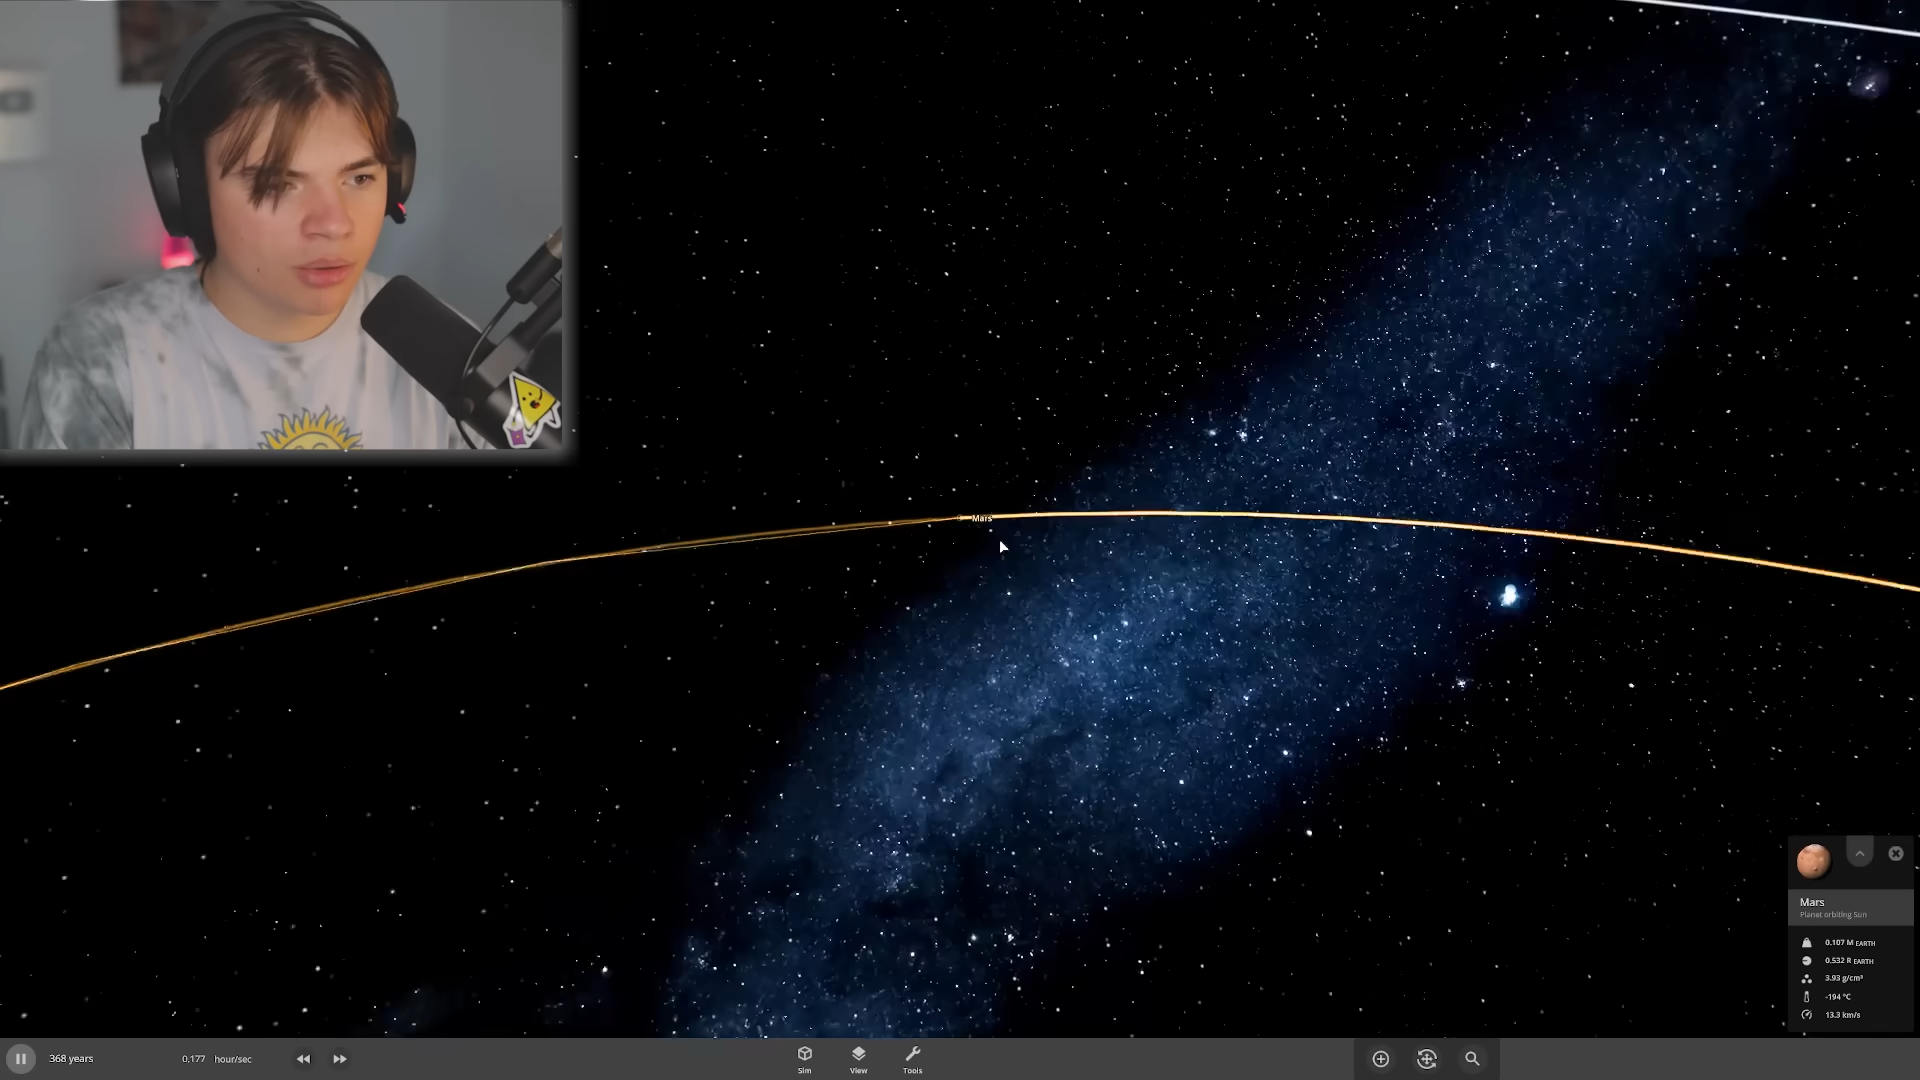 Mars
Mars
Planet orbiting Sun
0.107 M EARTH
0.532 R EARTH
3.93 g/cm³
-194 °C
13.3 km/s
368 years
0.177 hour/sec
Sim
View
Tools